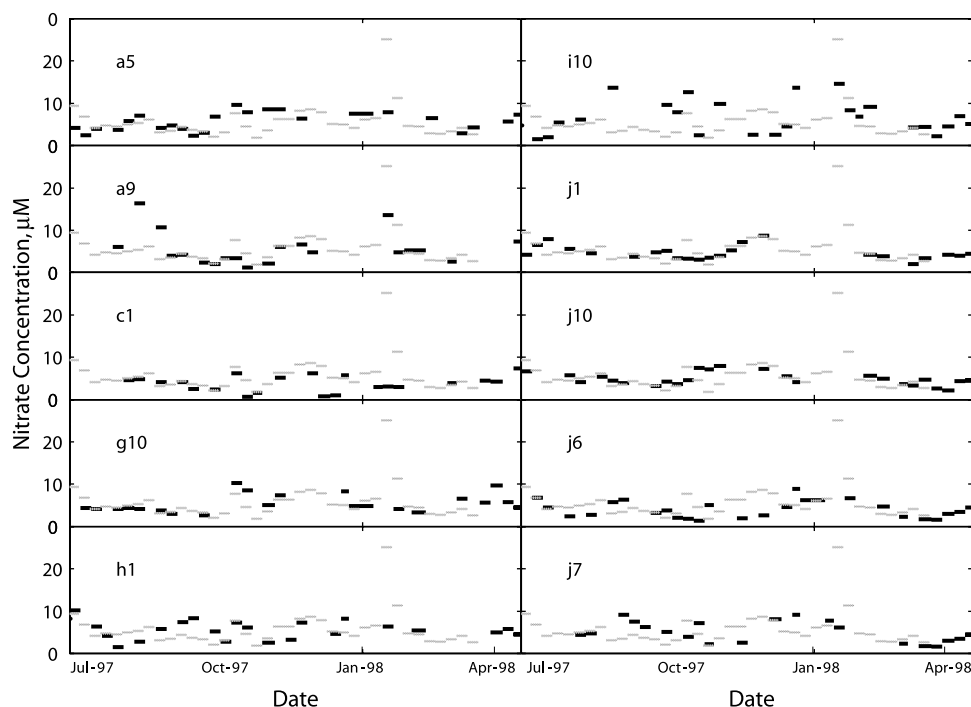 0
20
a5
i10
10
0
20
a9
j1
10
0
20
c1
j10
10
0
20
g10
j6
10
0
20
h1
j7
10
0
Nitrate Concentration, µM
Jul-97 Oct-97 Jan-98 Apr-98 Jul-97 Oct-97 Jan-98 Apr-98
Date Date